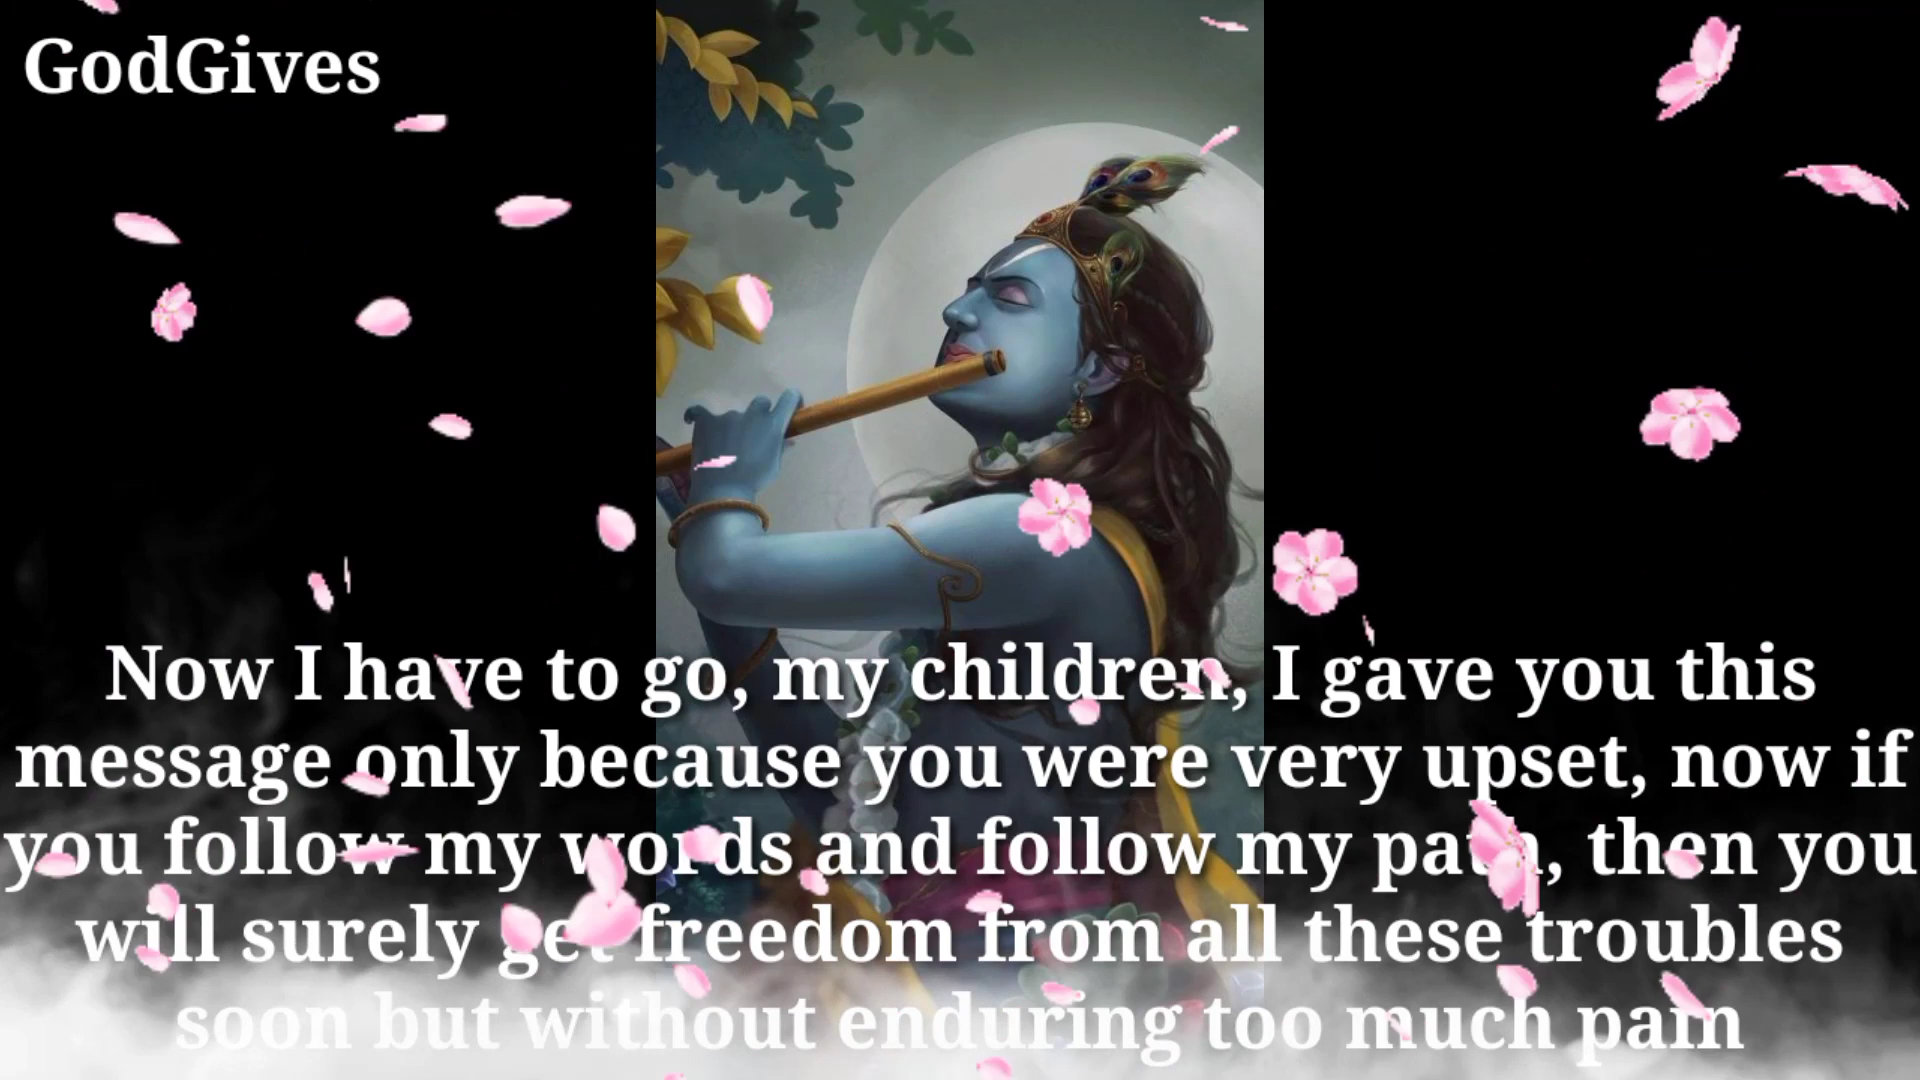 GodGives
Now I have to go, my children, I gave you this
message only because you were very upset, now if
you follow my words and follow my path, then you
will surely get freedom from all these troubles
soon but without enduring too much pain